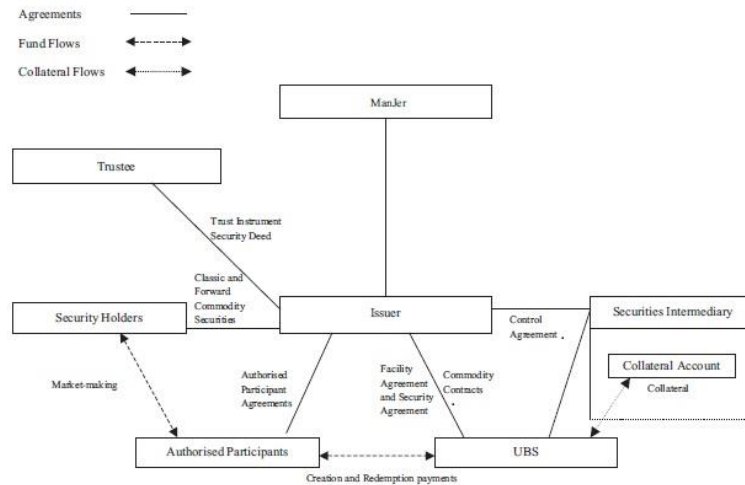 Agreements
Fund Flows
Collateral Flows
ManJer
Trustee
Trust Instrument
Security Deed
Classic and
Forward
Commodity
Securities
Security Holders
Issuer
Control
Agreement
Securities Intermediary
Collateral Account
Collateral
Market-making
Authorised
Participant
Agreements
Facility
Agreement
and Security
Agreement
Commodity
Contracts
Authorised Participants
UBS
Creation and Redemption payments